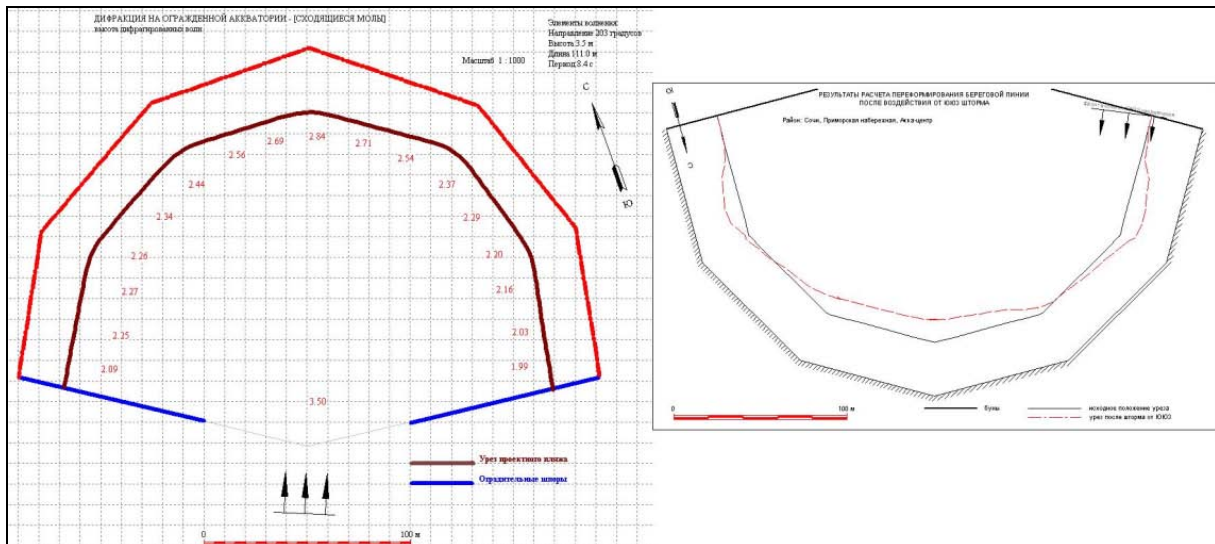 ДИФРАКЦИЯ НА ОГРАЖДЕННОЙ АККВАТОРИИ - [СХОДЯЩИЕСЯ МОЛЫ]
высота дифрагированных волн
Элементы волнения:
Направление 203 градусов
Высота:3.5 м
Длина 111.0 м
Период:8.4 с
Масштаб 1 : 1000
С
Ю
2.84
2.69
2.71
2.56
2.54
2.44
2.37
2.34
2.29
2.26
2.20
2.27
2.16
2.25
2.03
2.09
1.99
3.50
Урез проектного пляжа
Оградительные шпоры
0
100 м
РЕЗУЛЬТАТЫ РАСЧЕТА ПЕРЕФОРМИРОВАНИЯ БЕРЕГОВОЙ ЛИНИИ
ПОСЛЕ ВОЗДЕЙСТВИЯ ОТ ЮЮЗ ШТОРМА
Район: Сочи, Приморская набережная, Аква-центр
Ю
С
0
100 м
буны
исходное положение уреза
урез после шторма от ЮЮЗ